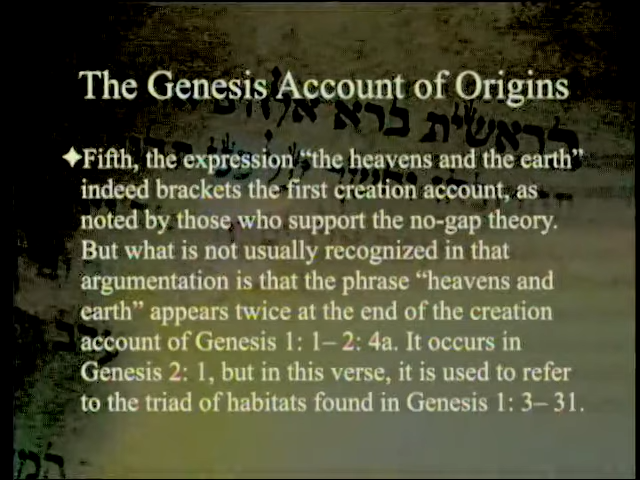 The Genesis Account of Origins
בראשית ברא אלהים
✦Fifth, the expression “the heavens and the earth”
indeed brackets the first creation account, as
noted by those who support the no-gap theory.
But what is not usually recognized in that
argumentation is that the phrase “heavens and
earth” appears twice at the end of the creation
account of Genesis 1: 1– 2: 4a. It occurs in
Genesis 2: 1, but in this verse, it is used to refer
to the triad of habitats found in Genesis 1: 3– 31.